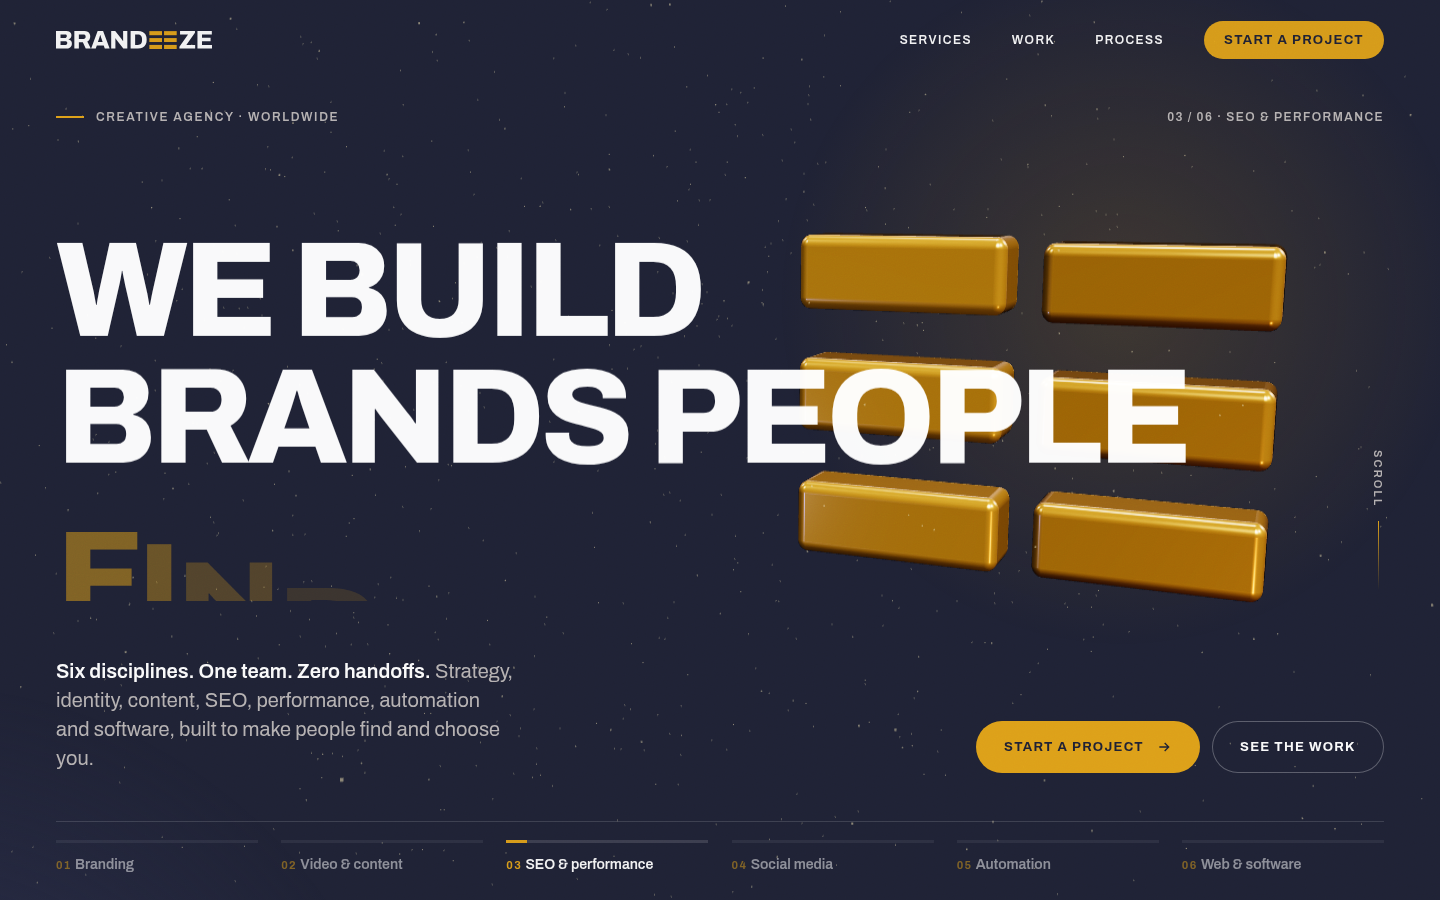 BRANDEEZE
SERVICES
WORK
PROCESS
START A PROJECT
CREATIVE AGENCY · WORLDWIDE
03 / 06 · SEO & PERFORMANCE
WE BUILD
BRANDS PEOPLE
FIND
SCROLL
Six disciplines. One team. Zero handoffs. Strategy,
identity, content, SEO, performance, automation
and software, built to make people find and choose
you.
START A PROJECT →
SEE THE WORK
01 Branding
02 Video & content
03 SEO & performance
04 Social media
05 Automation
06 Web & software